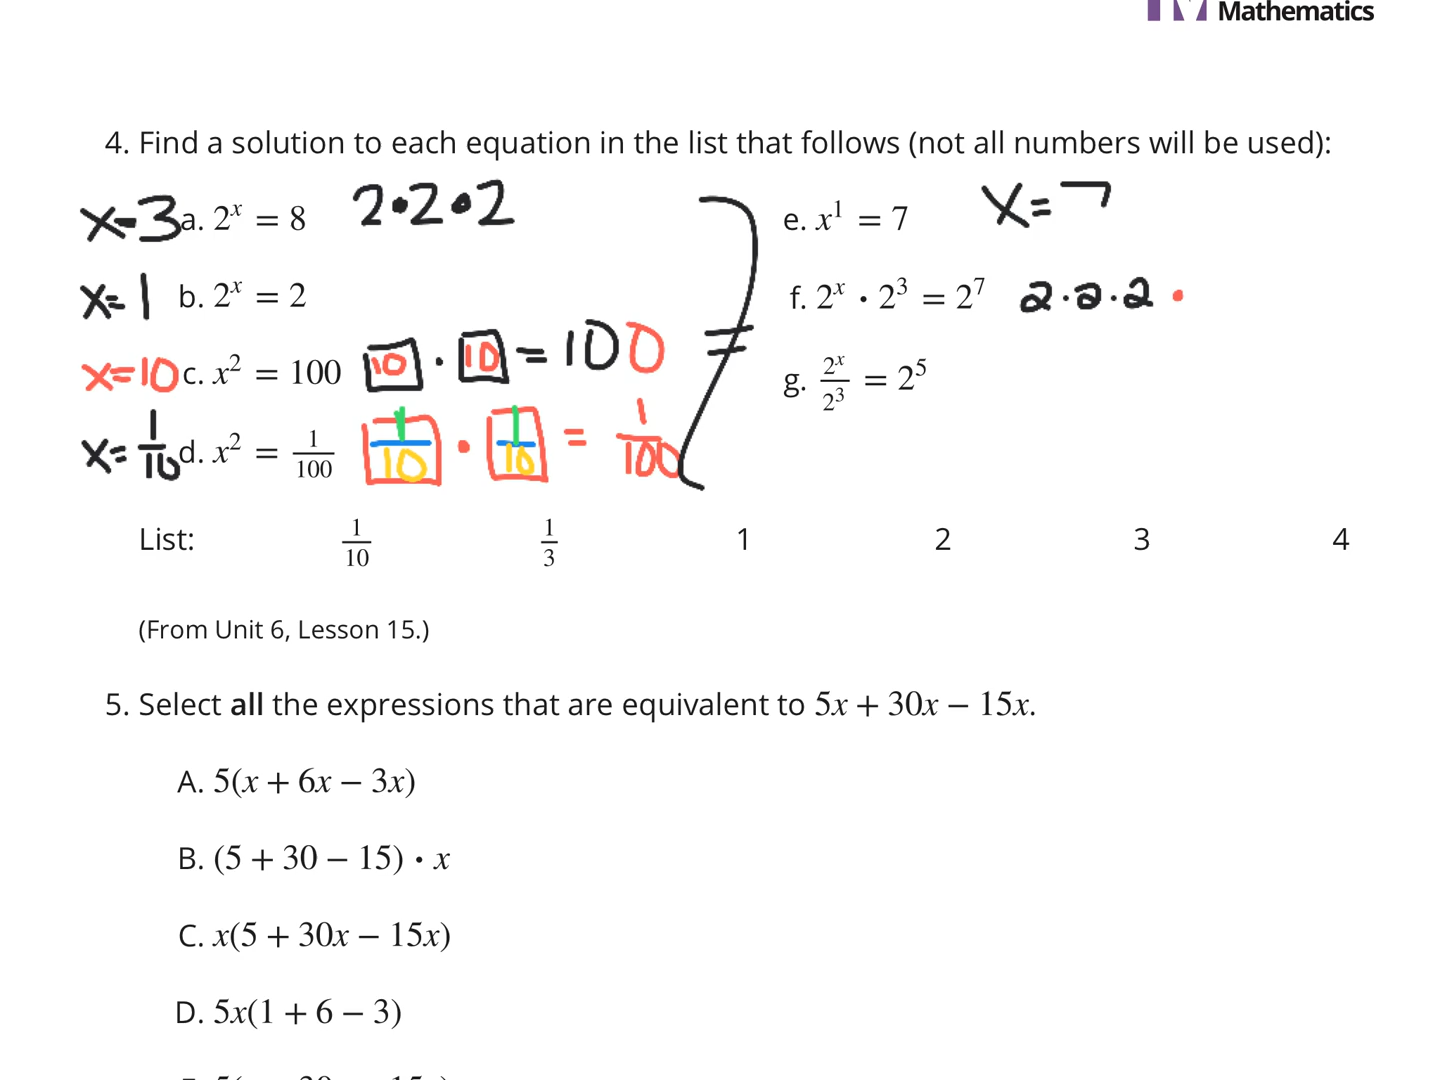 Mathematics
4. Find a solution to each equation in the list that follows (not all numbers will be used):
x=3 a. 2^x = 8 2·2·2
x=1 b. 2^x = 2
x=10 c. x^2 = 100 10 · 10 = 100
x=1/10 d. x^2 = 1/100 1/10 · 1/10 = 1/100
e. x^1 = 7 x=7
f. 2^x · 2^3 = 2^7 2·2·2 ·
g. 2^x/2^3 = 2^5
List: 1/10 1/3 1 2 3 4
(From Unit 6, Lesson 15.)
5. Select all the expressions that are equivalent to 5x + 30x − 15x.
A. 5(x + 6x − 3x)
B. (5 + 30 − 15) · x
C. x(5 + 30x − 15x)
D. 5x(1 + 6 − 3)